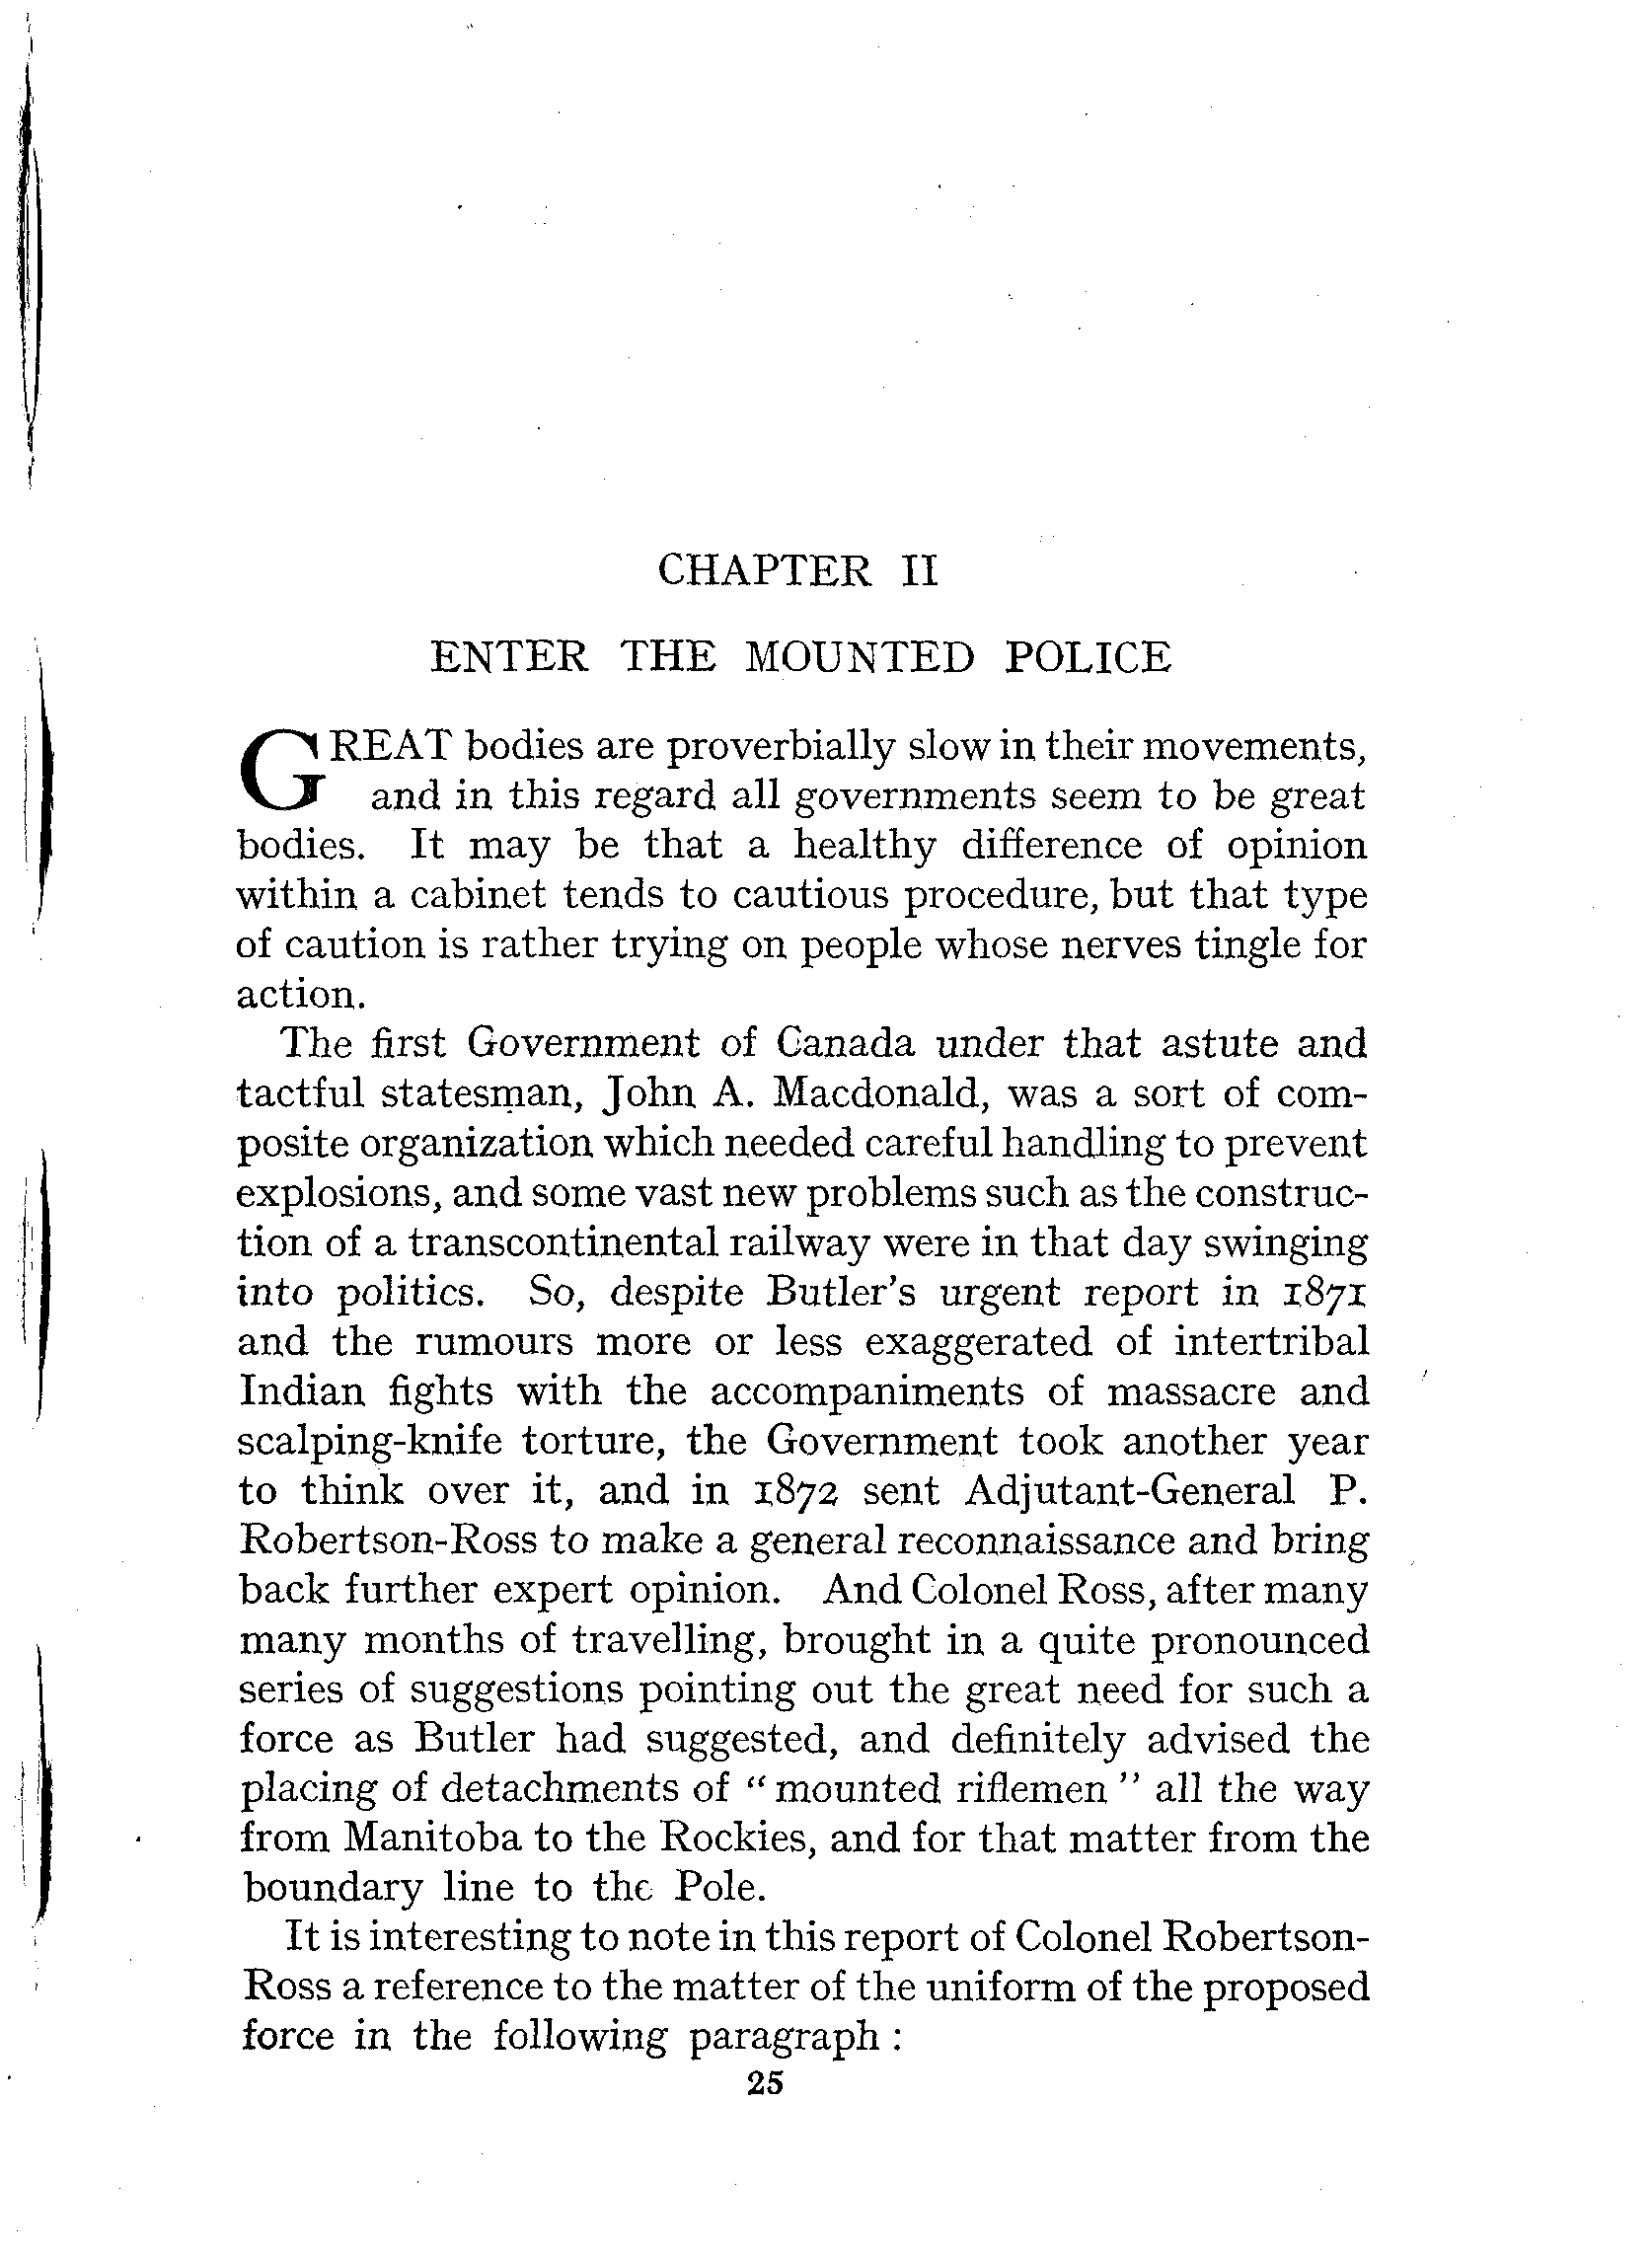 CHAPTER II
ENTER THE MOUNTED POLICE
GREAT bodies are proverbially slow in their movements,
and in this regard all governments seem to be great
bodies. It may be that a healthy difference of opinion
within a cabinet tends to cautious procedure, but that type
of caution is rather trying on people whose nerves tingle for
action.
The first Government of Canada under that astute and
tactful statesman, John A. Macdonald, was a sort of com-
posite organization which needed careful handling to prevent
explosions, and some vast new problems such as the construc-
tion of a transcontinental railway were in that day swinging
into politics. So, despite Butler's urgent report in 1871
and the rumours more or less exaggerated of intertribal
Indian fights with the accompaniments of massacre and
scalping-knife torture, the Government took another year
to think over it, and in 1872 sent Adjutant-General P.
Robertson-Ross to make a general reconnaissance and bring
back further expert opinion. And Colonel Ross, after many
many months of travelling, brought in a quite pronounced
series of suggestions pointing out the great need for such a
force as Butler had suggested, and definitely advised the
placing of detachments of “ mounted riflemen ” all the way
from Manitoba to the Rockies, and for that matter from the
boundary line to the Pole.
It is interesting to note in this report of Colonel Robertson-
Ross a reference to the matter of the uniform of the proposed
force in the following paragraph :
25